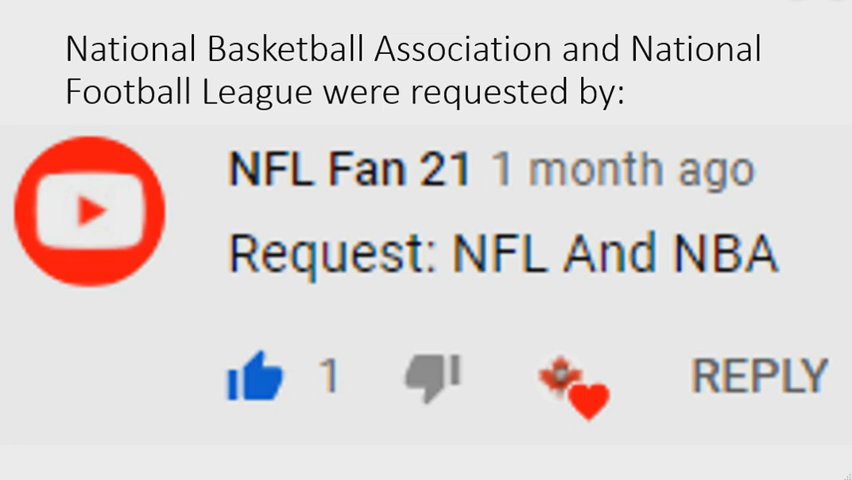 National Basketball Association and National
Football League were requested by:
NFL Fan 21 1 month ago
Request: NFL And NBA
1 REPLY